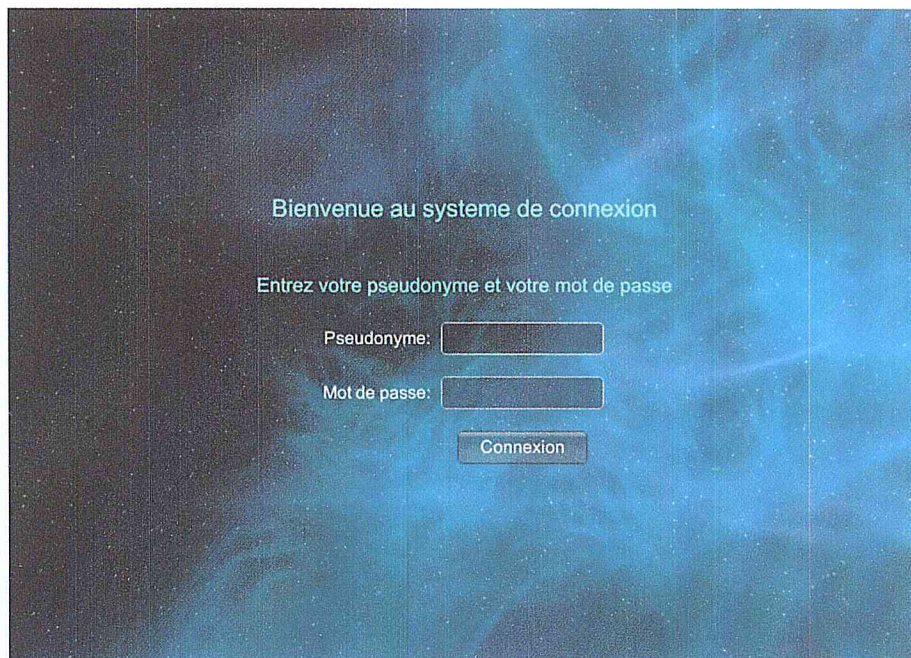 Bienvenue au systeme de connexion
Entrez votre pseudonyme et votre mot de passe
Pseudonyme:
Mot de passe:
Connexion